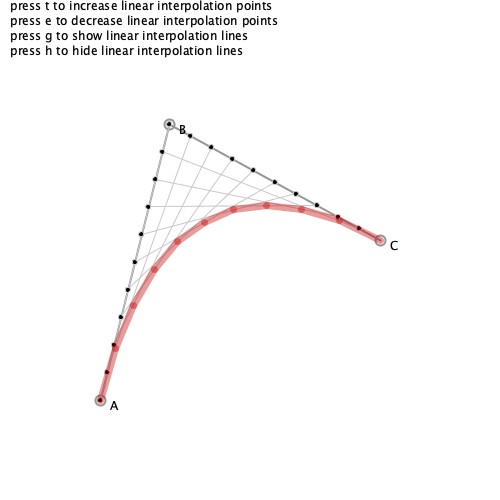 press t to increase linear interpolation points
press e to decrease linear interpolation points
press g to show linear interpolation lines
press h to hide linear interpolation lines
B
C
A